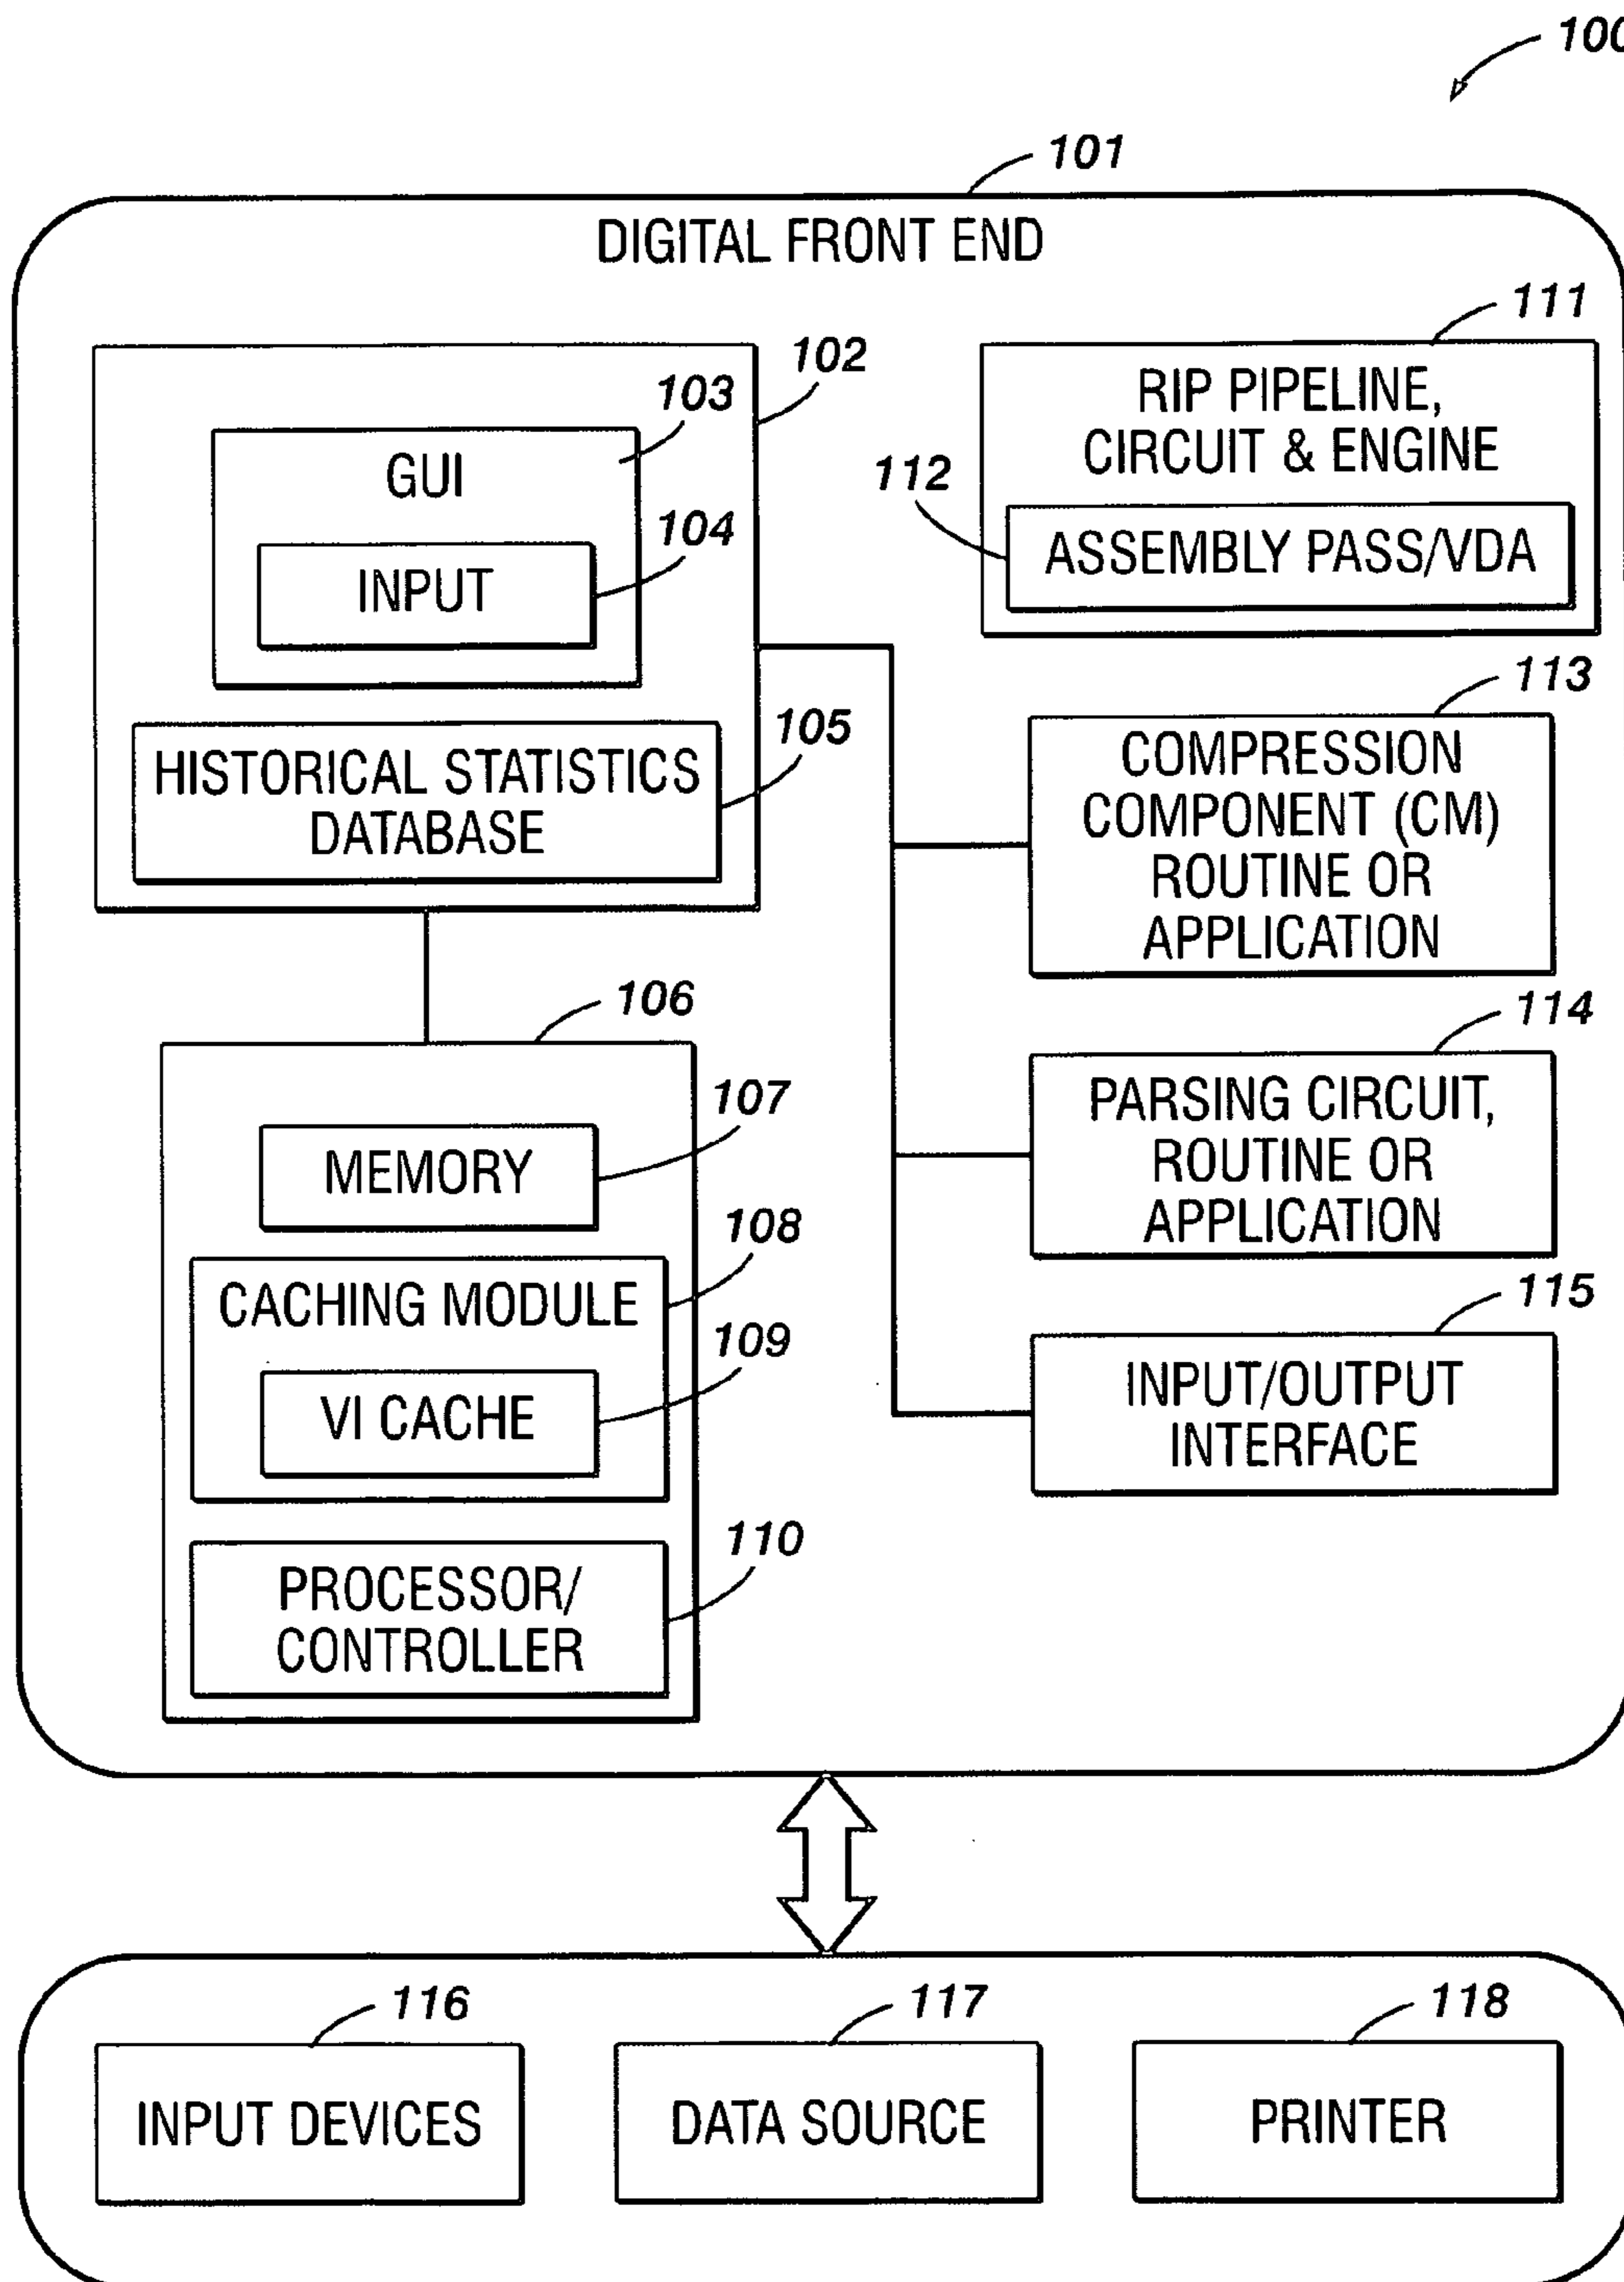 100
101
DIGITAL FRONT END
102
103
GUI
104
INPUT
105
HISTORICAL STATISTICS
DATABASE
106
107
MEMORY
108
CACHING MODULE
109
VI CACHE
110
PROCESSOR/
CONTROLLER
111
RIP PIPELINE,
CIRCUIT & ENGINE
112
ASSEMBLY PASS/VDA
113
COMPRESSION
COMPONENT (CM)
ROUTINE OR
APPLICATION
114
PARSING CIRCUIT,
ROUTINE OR
APPLICATION
115
INPUT/OUTPUT
INTERFACE
116
INPUT DEVICES
117
DATA SOURCE
118
PRINTER